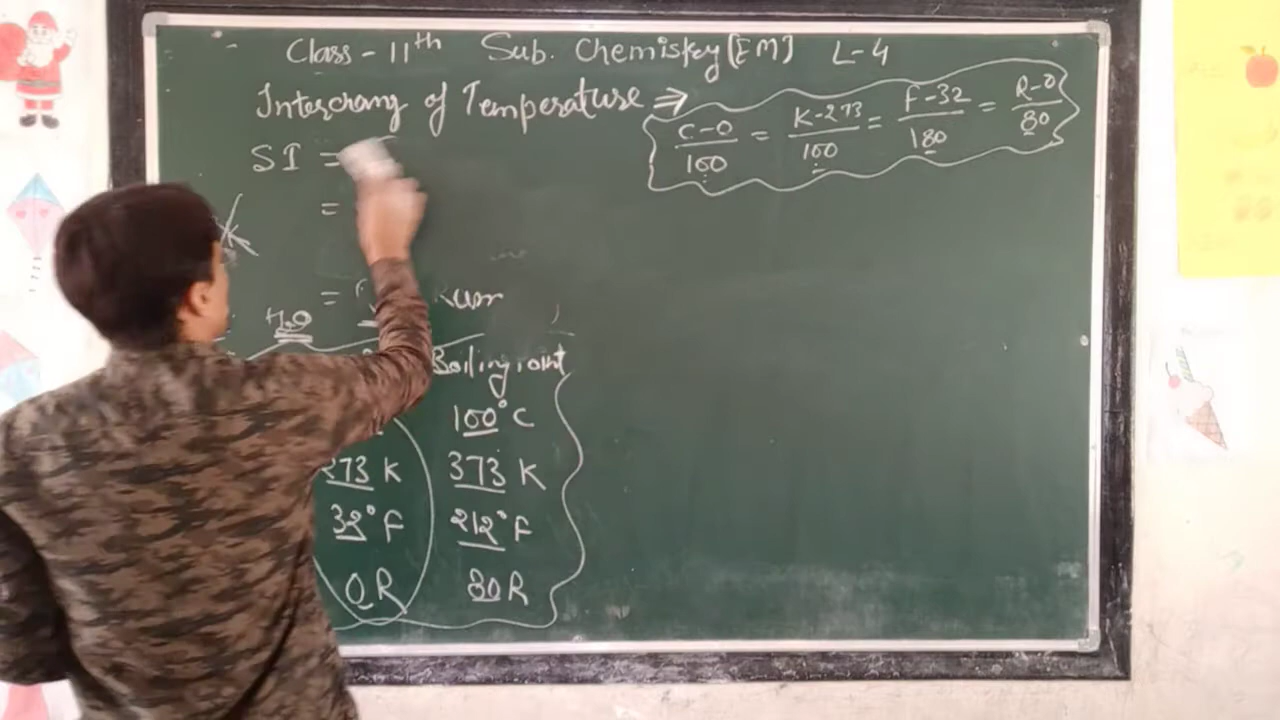 Class - 11th Sub. Chemistry [EM] L-4
Interchang of Temperature ⇒
C-0/100 = K-273/100 = F-32/180 = R-0/80
SI =
=
=
H2O
Boiling point
100°C
273 K 373 K
32°F 212°F
0 R 80 R